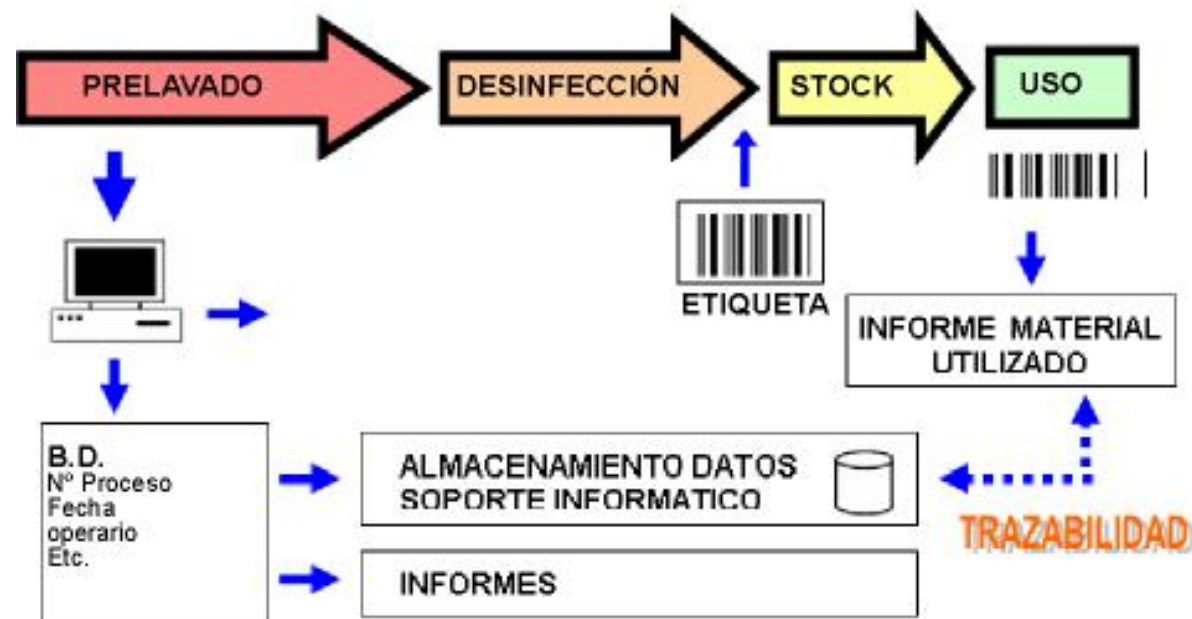 PRELAVADO
DESINFECCIÓN
STOCK
USO
ETIQUETA
INFORME MATERIAL
UTILIZADO
B.D.
Nº Proceso
Fecha
operario
Etc.
ALMACENAMIENTO DATOS
SOPORTE INFORMATICO
TRAZABILIDAD
INFORMES